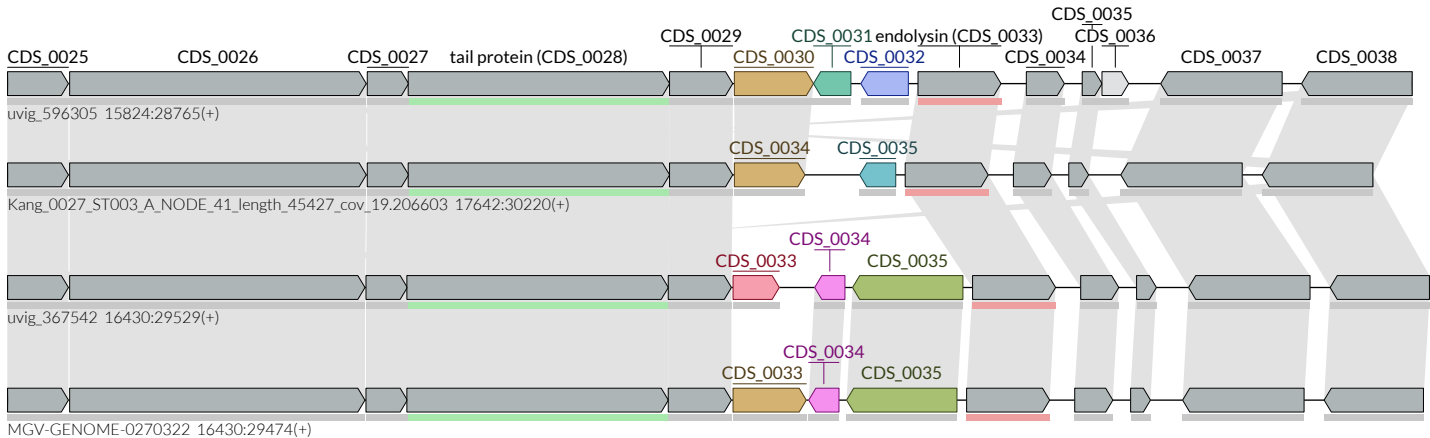 CDS_0035
CDS_0029 CDS_0031 endolysin (CDS_0033) CDS_0036
CDS_0025 CDS_0026 CDS_0027 tail protein (CDS_0028) CDS_0030 CDS_0032 CDS_0034 CDS_0037 CDS_0038
uvig_596305 15824:28765(+)
CDS_0034 CDS_0035
Kang_0027_ST003_A_NODE_41_length_45427_cov_19.206603 17642:30220(+)
CDS_0034
CDS_0033 CDS_0035
uvig_367542 16430:29529(+)
CDS_0034
CDS_0033 CDS_0035
MGV-GENOME-0270322 16430:29474(+)